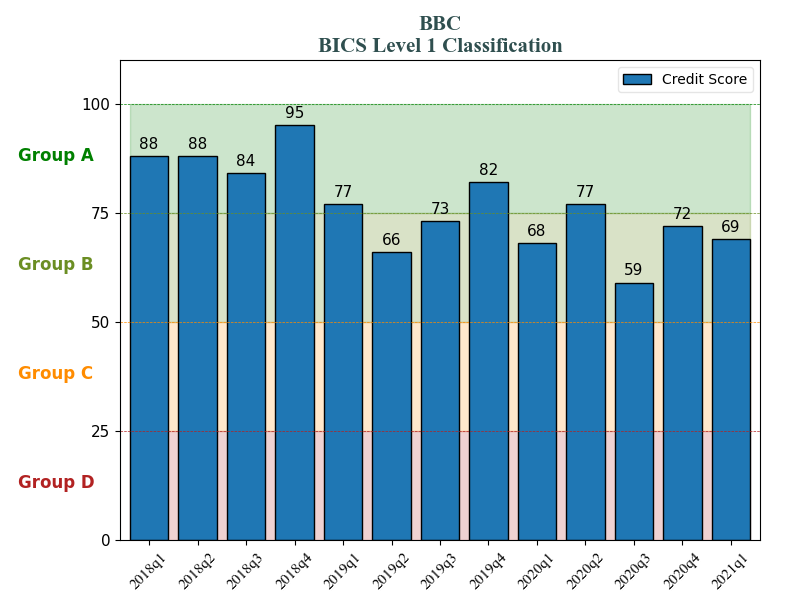 BBC
BICS Level 1 Classification
Credit Score
100
75
50
25
0
Group A
Group B
Group C
Group D
88
88
84
95
77
66
73
82
68
77
59
72
69
2018q1
2018q2
2018q3
2018q4
2019q1
2019q2
2019q3
2019q4
2020q1
2020q2
2020q3
2020q4
2021q1